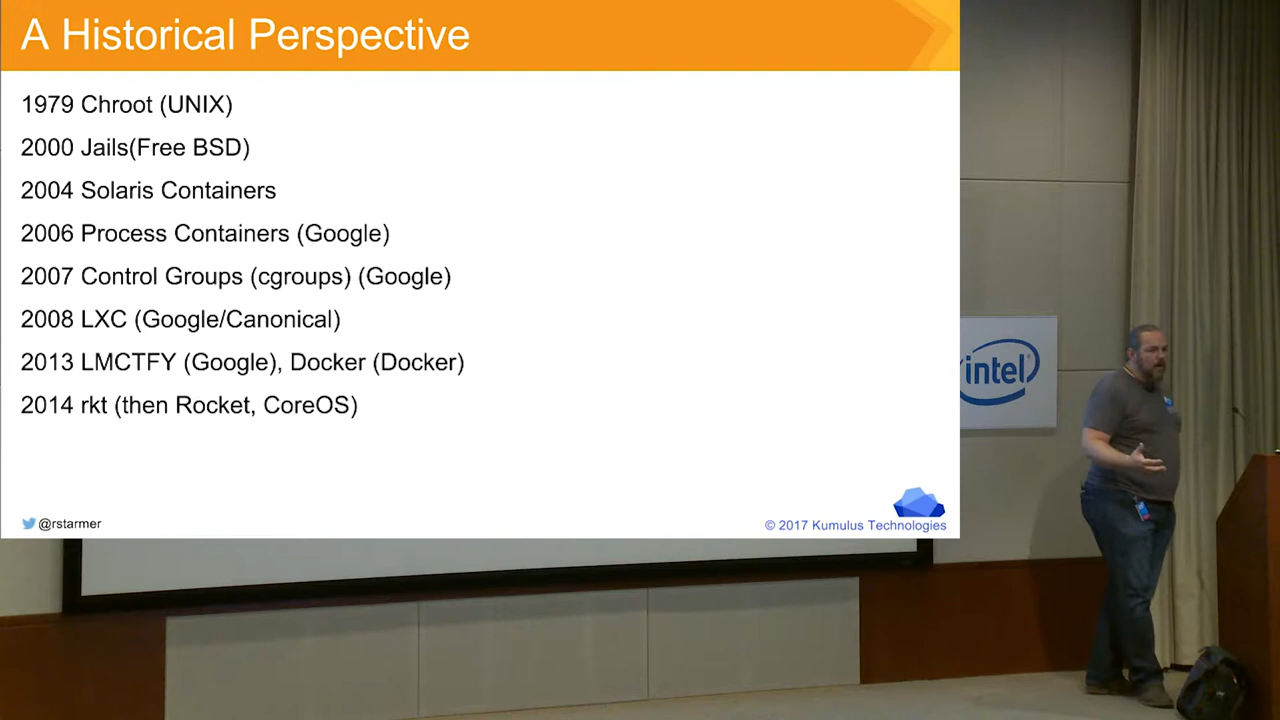 A Historical Perspective
1979 Chroot (UNIX)
2000 Jails(Free BSD)
2004 Solaris Containers
2006 Process Containers (Google)
2007 Control Groups (cgroups) (Google)
2008 LXC (Google/Canonical)
2013 LMCTFY (Google), Docker (Docker)
2014 rkt (then Rocket, CoreOS)
@rstarmer
© 2017 Kumulus Technologies
intel®